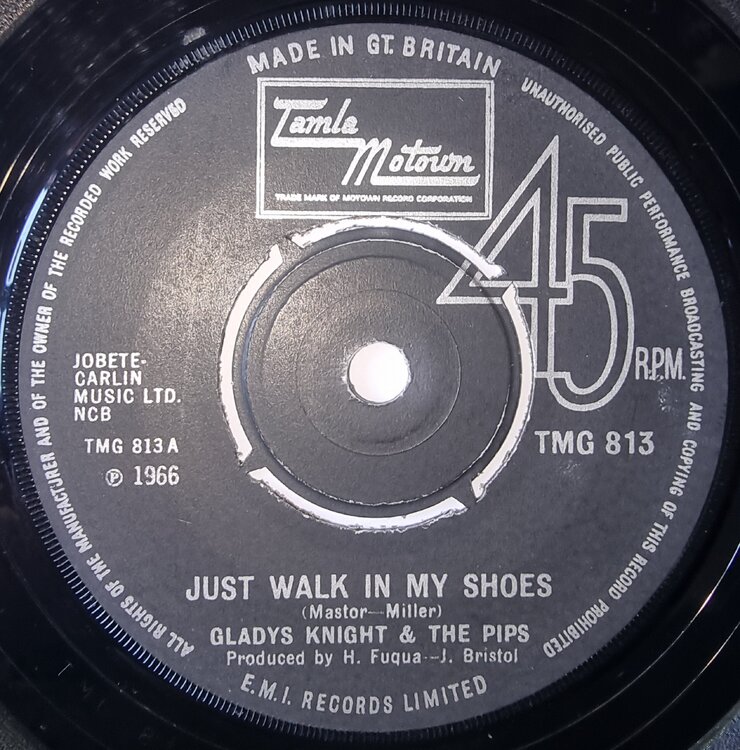 MADE IN GT. BRITAIN
UNAUTHORISED PUBLIC PERFORMANCE BROADCASTING AND COPYING OF THIS RECORD PROHIBITED
ALL RIGHTS OF THE MANUFACTURER AND OF THE OWNER OF THE RECORDED WORK RESERVED
Tamla
Motown
TRADE MARK OF MOTOWN RECORD CORPORATION
45
R.P.M.
JOBETE-
CARLIN
MUSIC LTD.
NCB
TMG 813A
℗ 1966
TMG 813
JUST WALK IN MY SHOES
(Mastor—Miller)
GLADYS KNIGHT & THE PIPS
Produced by H. Fuqua—J. Bristol
E.M.I. RECORDS LIMITED